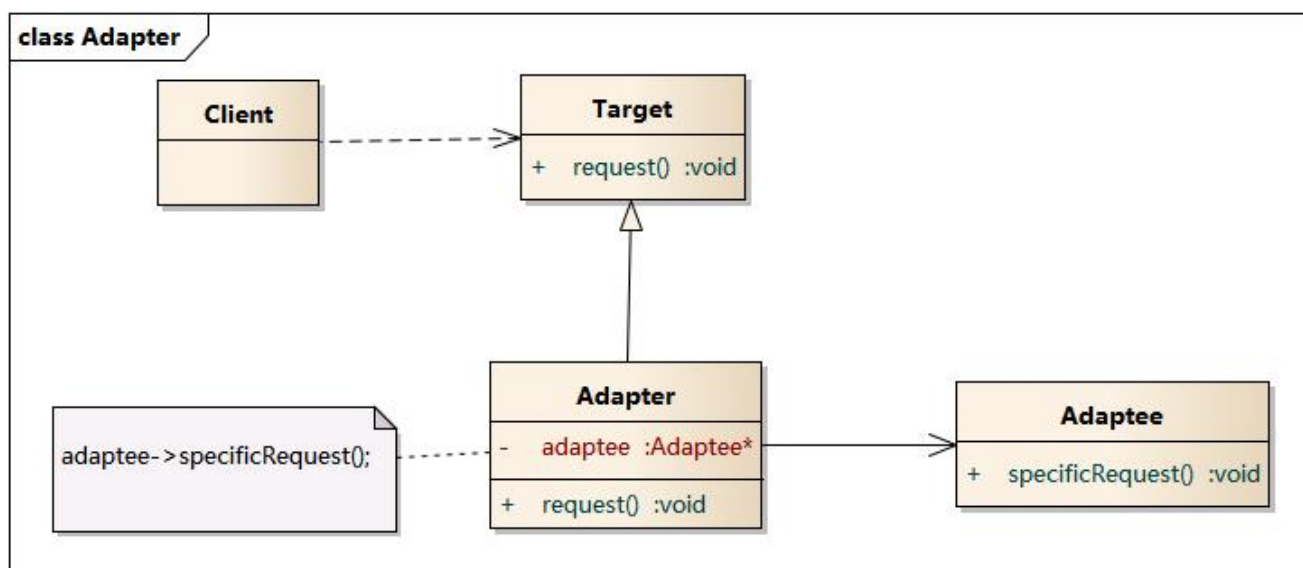 class Adapter
Client
Target
+ request() :void
Adapter
- adaptee :Adaptee*
+ request() :void
adaptee->specificRequest();
Adaptee
+ specificRequest() :void